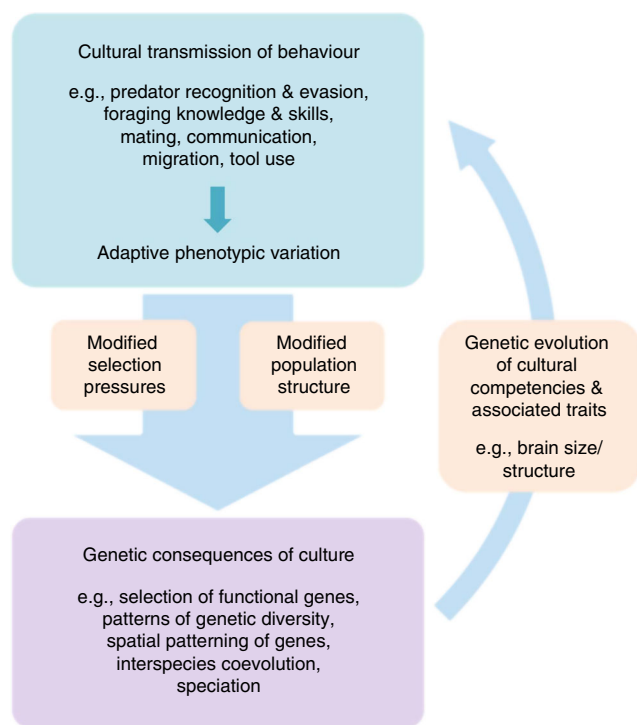 Cultural transmission of behaviour
e.g., predator recognition & evasion,
foraging knowledge & skills,
mating, communication,
migration, tool use
Adaptive phenotypic variation
Modified
selection
pressures
Modified
population
structure
Genetic evolution
of cultural
competencies &
associated traits
e.g., brain size/
structure
Genetic consequences of culture
e.g., selection of functional genes,
patterns of genetic diversity,
spatial patterning of genes,
interspecies coevolution,
speciation